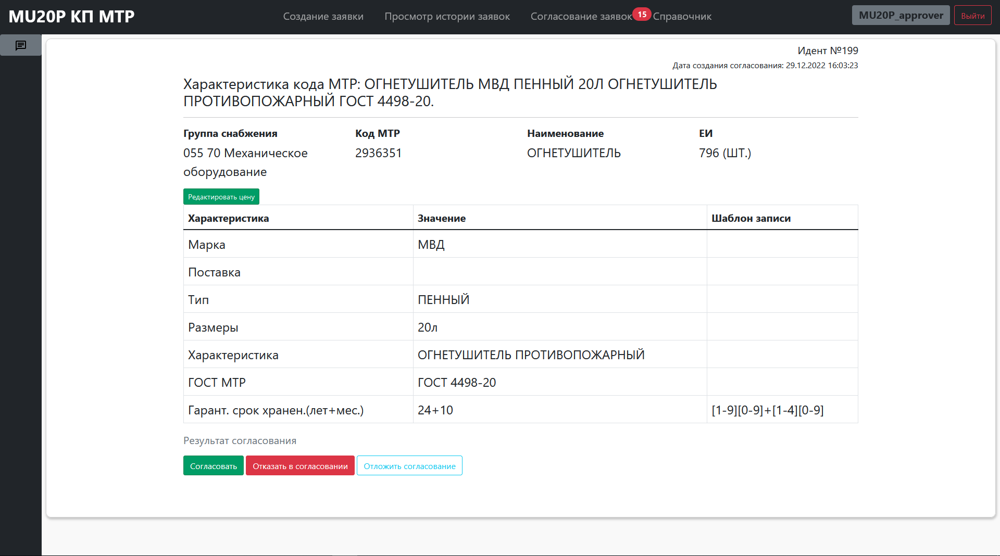 MU20P КП МТР
Создание заявки
Просмотр истории заявок
Согласование заявок 15
Справочник
MU20P_approver
Выйти
Идент №199
Дата создания согласования: 29.12.2022 16:03:23
Характеристика кода МТР: ОГНЕТУШИТЕЛЬ МВД ПЕННЫЙ 20Л ОГНЕТУШИТЕЛЬ
ПРОТИВОПОЖАРНЫЙ ГОСТ 4498-20.
Группа снабжения
055 70 Механическое
оборудование
Код МТР
2936351
Наименование
ОГНЕТУШИТЕЛЬ
ЕИ
796 (ШТ.)
Редактировать цену
Характеристика Значение Шаблон записи
Марка МВД
Поставка
Тип ПЕННЫЙ
Размеры 20л
Характеристика ОГНЕТУШИТЕЛЬ ПРОТИВОПОЖАРНЫЙ
ГОСТ МТР ГОСТ 4498-20
Гарант. срок хранен.(лет+мес.) 24+10 [1-9][0-9]+[1-4][0-9]
Результат согласования
Согласовать
Отказать в согласовании
Отложить согласование